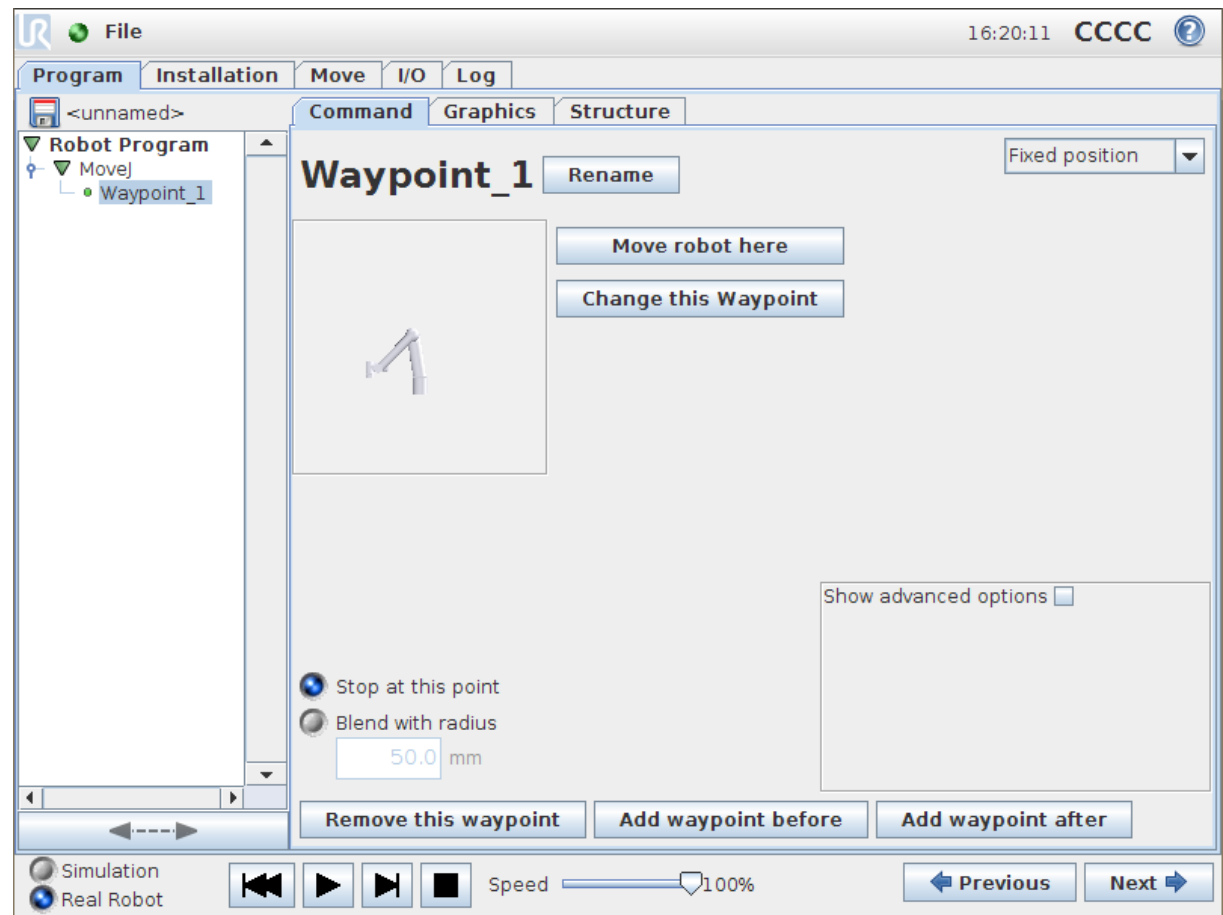 UR File 16:20:11 CCCC ?
Program Installation Move I/O Log
<unnamed>
Command Graphics Structure
Robot Program
MoveJ
Waypoint_1
Waypoint_1 Rename
Fixed position
Move robot here
Change this Waypoint
Show advanced options
Stop at this point
Blend with radius
50.0 mm
Remove this waypoint Add waypoint before Add waypoint after
Simulation
Real Robot
Speed 100%
Previous Next